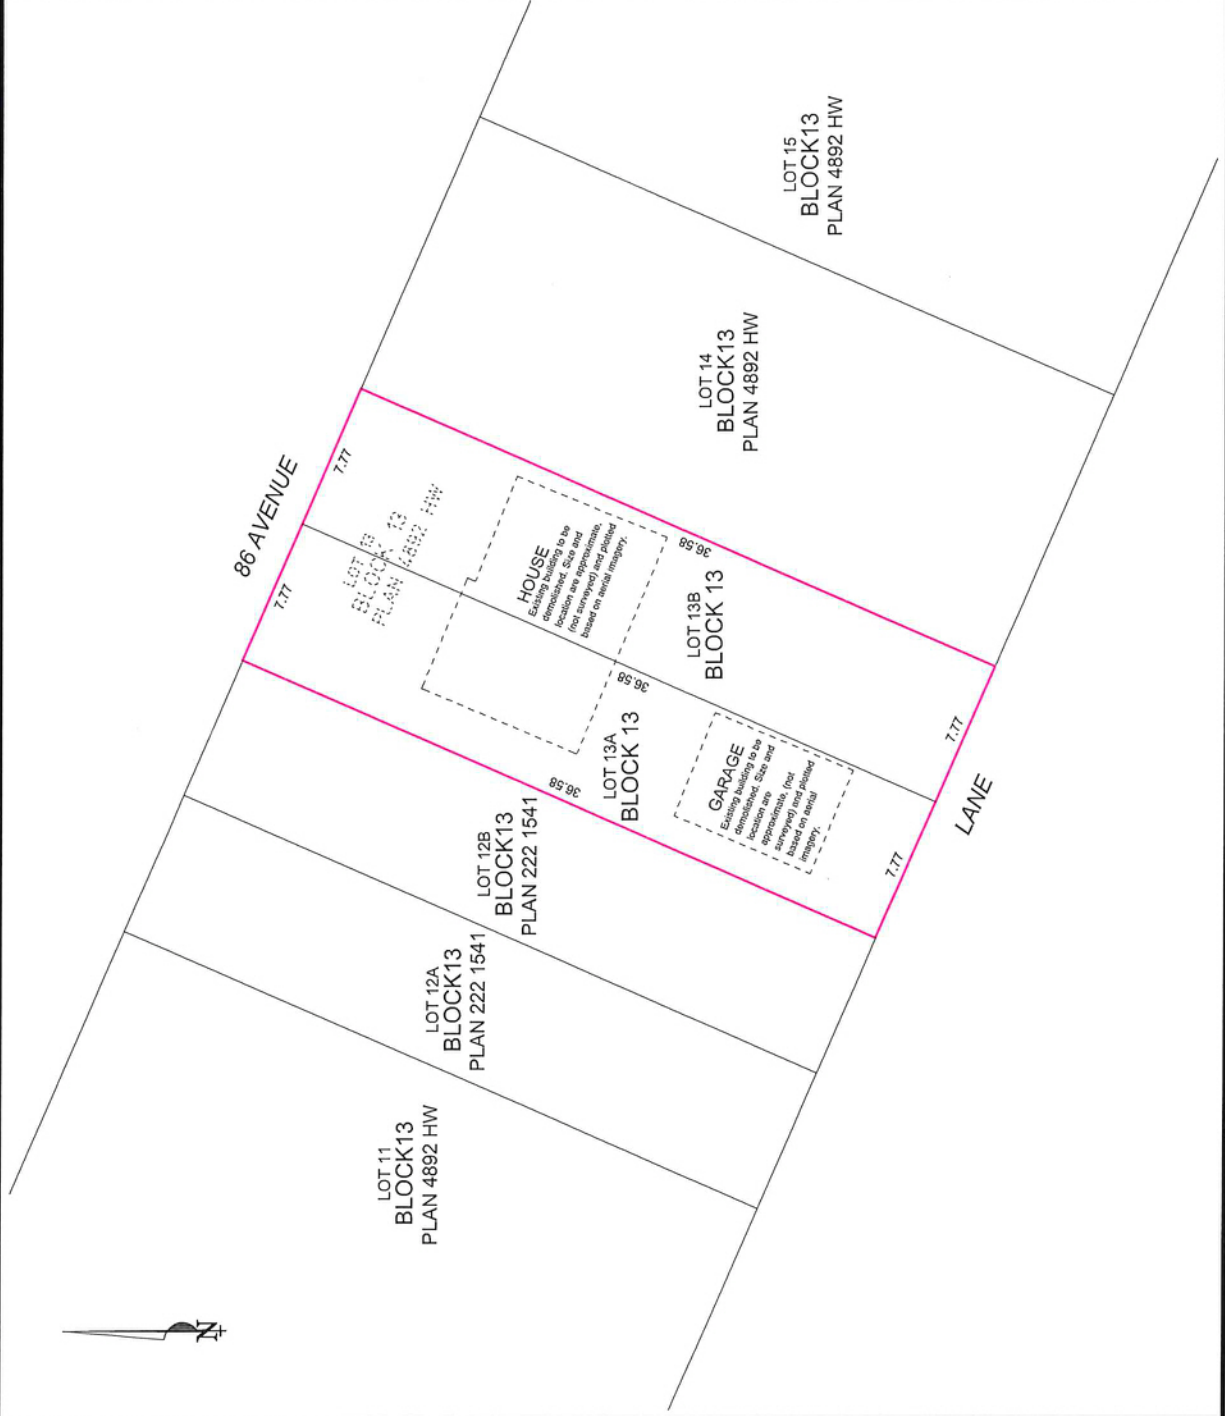 86 AVENUE
7.77
7.77
LOT 13
BLOCK 13
PLAN 4892 HW
LOT 11
BLOCK13
PLAN 4892 HW
LOT 12A
BLOCK13
PLAN 222 1541
LOT 12B
BLOCK13
PLAN 222 1541
36.58
LOT 13A
BLOCK 13
36.58
LOT 13B
BLOCK 13
36.58
HOUSE
Existing building to be
demolished. Size and
location are approximate,
(not surveyed) and plotted
based on aerial imagery.
GARAGE
Existing building to be
demolished. Size and
location are
approximate, (not
surveyed) and plotted
based on aerial
imagery.
LOT 14
BLOCK13
PLAN 4892 HW
LOT 15
BLOCK13
PLAN 4892 HW
7.77
7.77
LANE
N